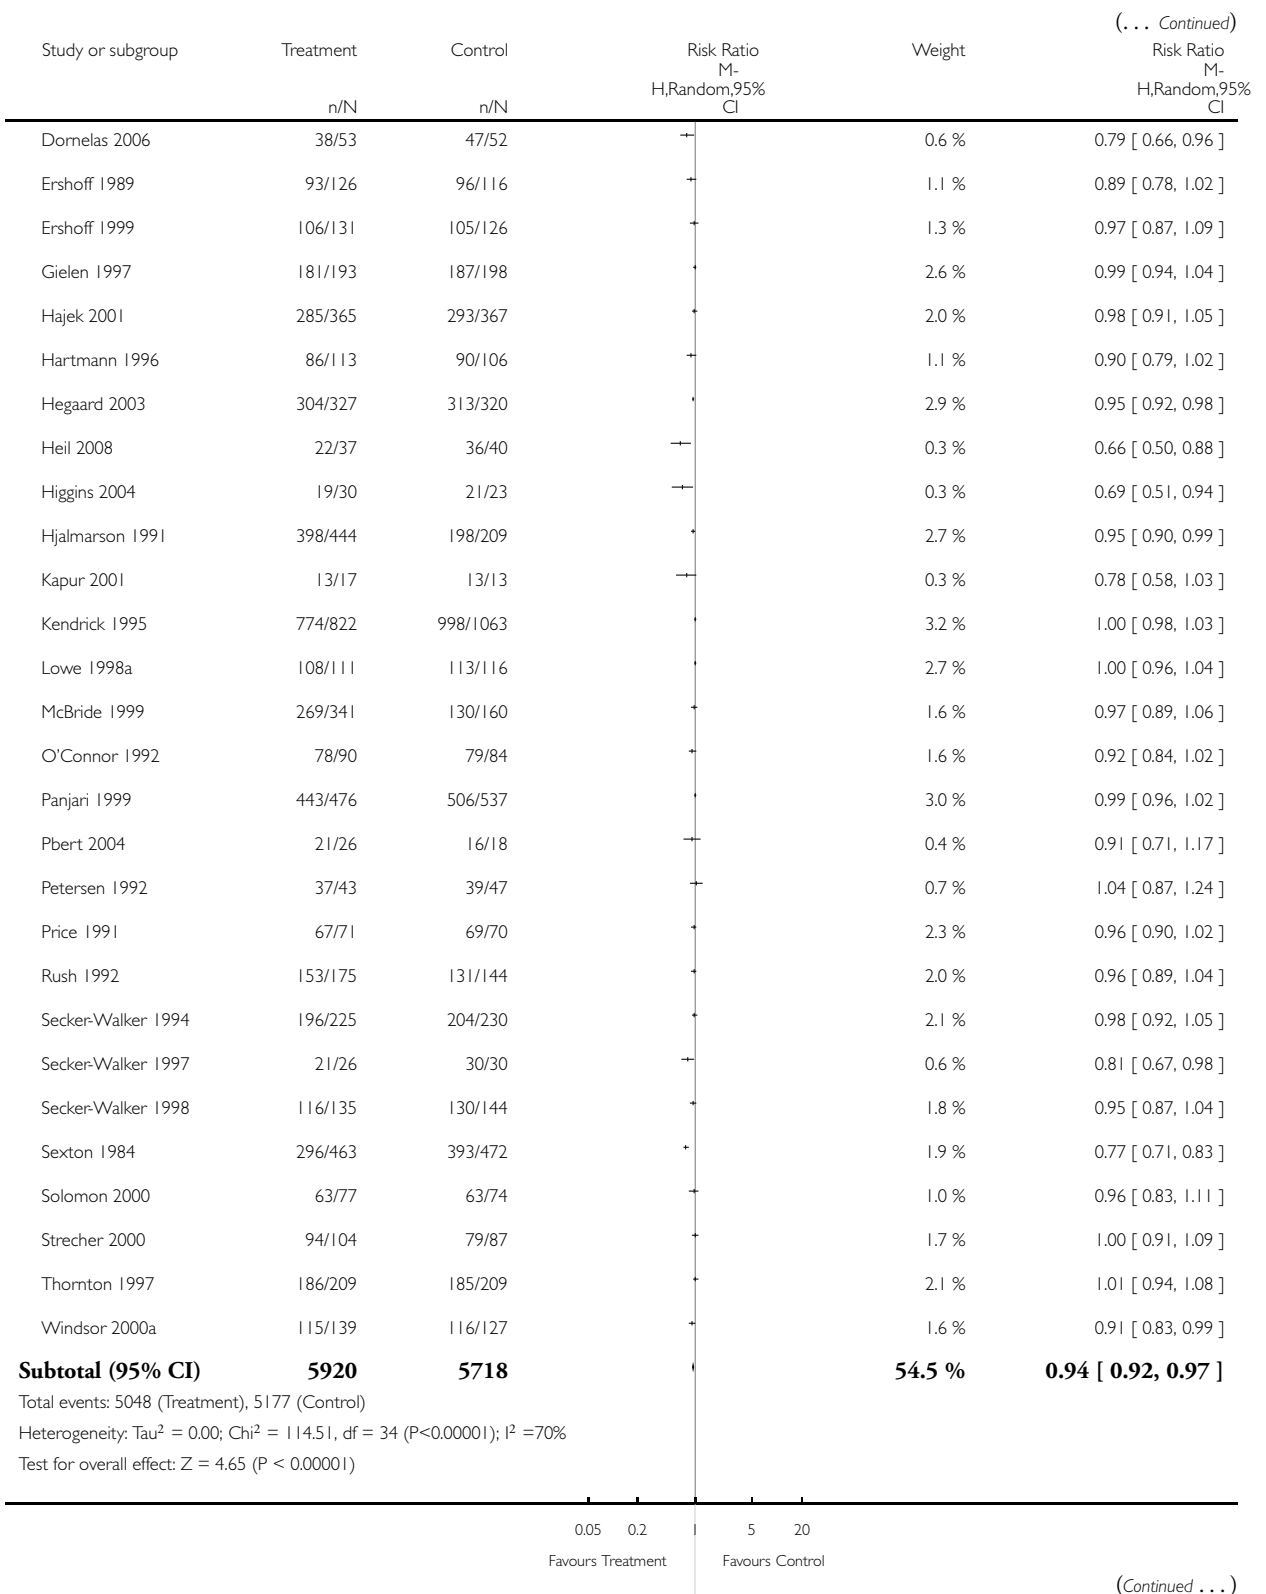 (... Continued)
Study or subgroup Treatment Control Risk Ratio Weight Risk Ratio
M- M-
H,Random,95% H,Random,95%
n/N n/N CI CI
Dornelas 2006 38/53 47/52 0.6 % 0.79 [ 0.66, 0.96 ]
Ershoff 1989 93/126 96/116 1.1 % 0.89 [ 0.78, 1.02 ]
Ershoff 1999 106/131 105/126 1.3 % 0.97 [ 0.87, 1.09 ]
Gielen 1997 181/193 187/198 2.6 % 0.99 [ 0.94, 1.04 ]
Hajek 2001 285/365 293/367 2.0 % 0.98 [ 0.91, 1.05 ]
Hartmann 1996 86/113 90/106 1.1 % 0.90 [ 0.79, 1.02 ]
Hegaard 2003 304/327 313/320 2.9 % 0.95 [ 0.92, 0.98 ]
Heil 2008 22/37 36/40 0.3 % 0.66 [ 0.50, 0.88 ]
Higgins 2004 19/30 21/23 0.3 % 0.69 [ 0.51, 0.94 ]
Hjalmarson 1991 398/444 198/209 2.7 % 0.95 [ 0.90, 0.99 ]
Kapur 2001 13/17 13/13 0.3 % 0.78 [ 0.58, 1.03 ]
Kendrick 1995 774/822 998/1063 3.2 % 1.00 [ 0.98, 1.03 ]
Lowe 1998a 108/111 113/116 2.7 % 1.00 [ 0.96, 1.04 ]
McBride 1999 269/341 130/160 1.6 % 0.97 [ 0.89, 1.06 ]
O'Connor 1992 78/90 79/84 1.6 % 0.92 [ 0.84, 1.02 ]
Panjari 1999 443/476 506/537 3.0 % 0.99 [ 0.96, 1.02 ]
Pbert 2004 21/26 16/18 0.4 % 0.91 [ 0.71, 1.17 ]
Petersen 1992 37/43 39/47 0.7 % 1.04 [ 0.87, 1.24 ]
Price 1991 67/71 69/70 2.3 % 0.96 [ 0.90, 1.02 ]
Rush 1992 153/175 131/144 2.0 % 0.96 [ 0.89, 1.04 ]
Secker-Walker 1994 196/225 204/230 2.1 % 0.98 [ 0.92, 1.05 ]
Secker-Walker 1997 21/26 30/30 0.6 % 0.81 [ 0.67, 0.98 ]
Secker-Walker 1998 116/135 130/144 1.8 % 0.95 [ 0.87, 1.04 ]
Sexton 1984 296/463 393/472 1.9 % 0.77 [ 0.71, 0.83 ]
Solomon 2000 63/77 63/74 1.0 % 0.96 [ 0.83, 1.11 ]
Strecher 2000 94/104 79/87 1.7 % 1.00 [ 0.91, 1.09 ]
Thornton 1997 186/209 185/209 2.1 % 1.01 [ 0.94, 1.08 ]
Windsor 2000a 115/139 116/127 1.6 % 0.91 [ 0.83, 0.99 ]
Subtotal (95% CI) 5920 5718 54.5 % 0.94 [ 0.92, 0.97 ]
Total events: 5048 (Treatment), 5177 (Control)
Heterogeneity: Tau² = 0.00; Chi² = 114.51, df = 34 (P<0.00001); I² =70%
Test for overall effect: Z = 4.65 (P < 0.00001)
0.05 0.2 1 5 20
Favours Treatment Favours Control
(Continued ...)